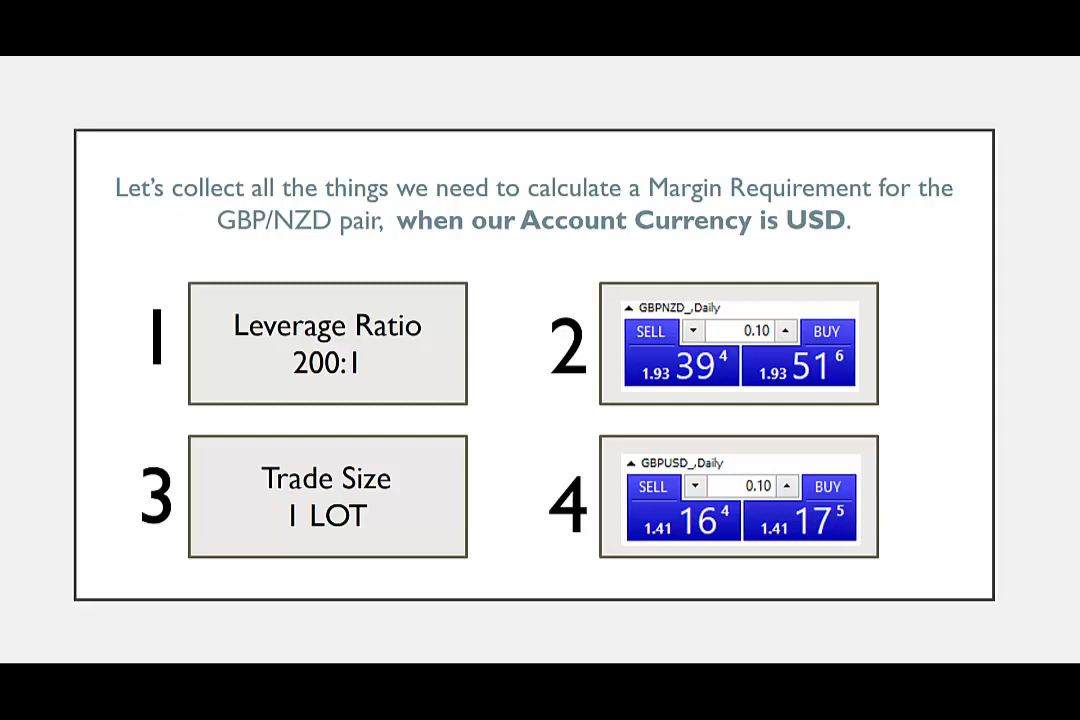 Let's collect all the things we need to calculate a Margin Requirement for the
GBP/NZD pair, when our Account Currency is USD.
1
Leverage Ratio
200:1
2
GBPNZD_,Daily
SELL 0.10 BUY
1.93 39 4 1.93 51 6
3
Trade Size
1 LOT
4
GBPUSD_,Daily
SELL 0.10 BUY
1.41 16 4 1.41 17 5